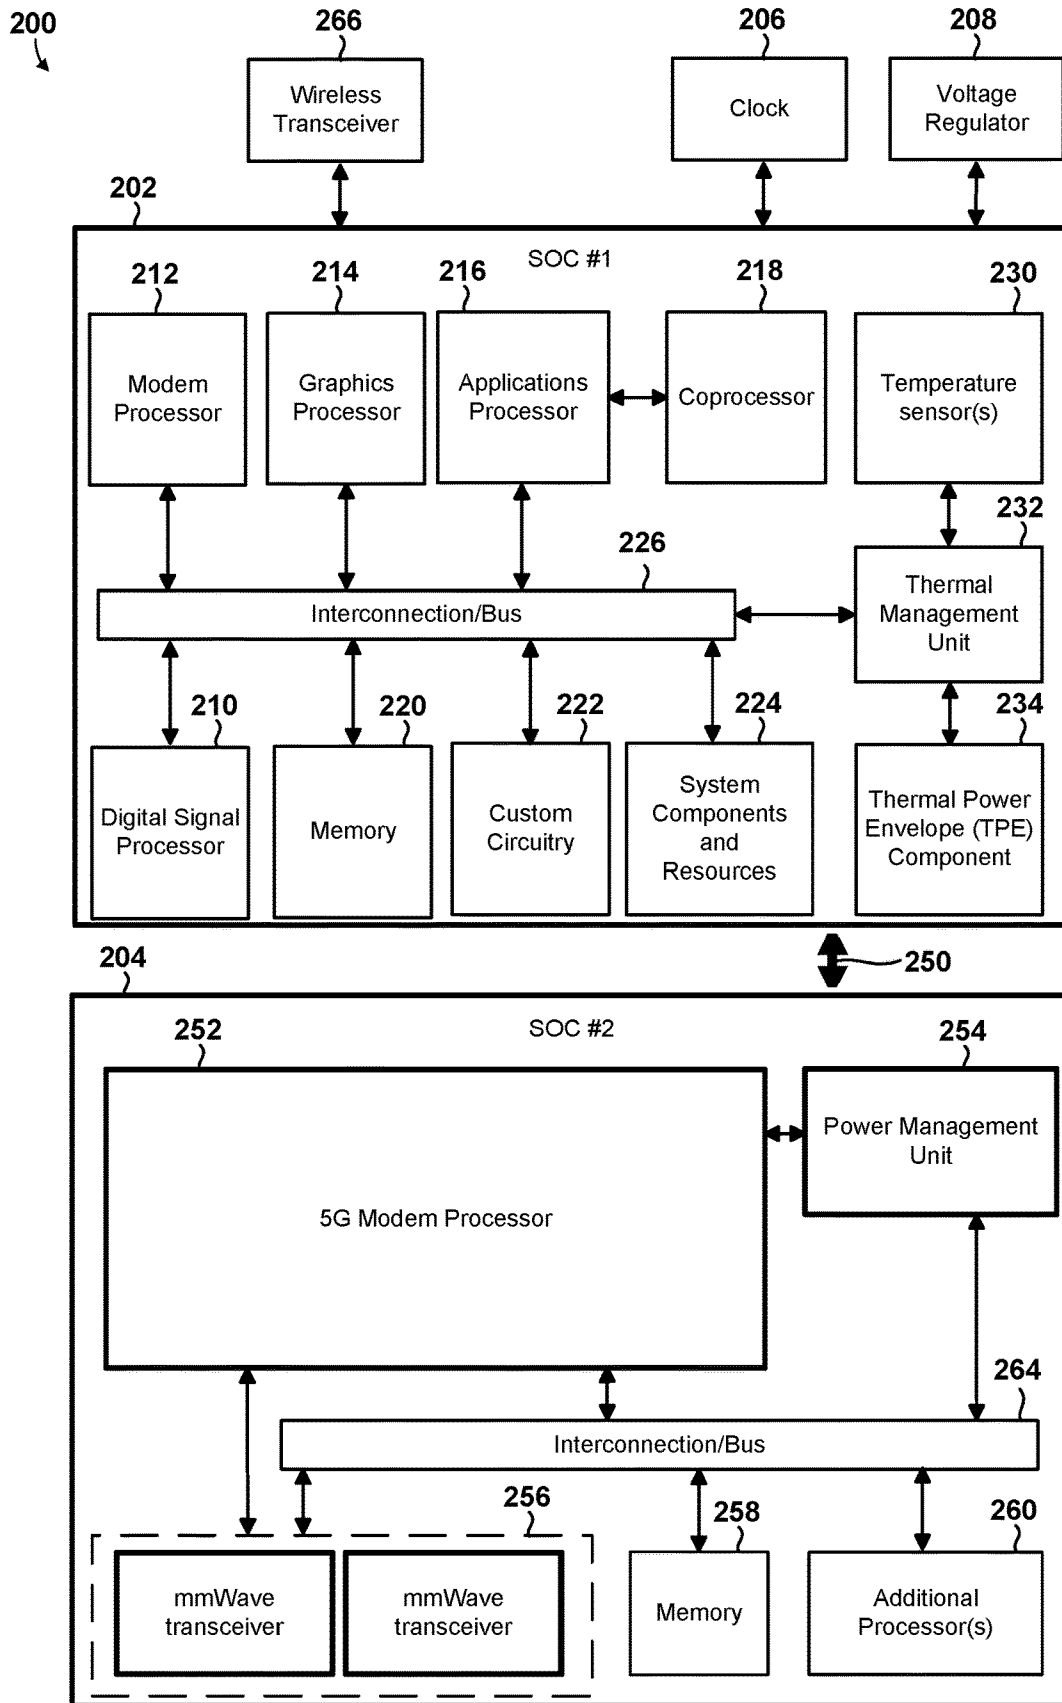 200
266
206
208
Wireless
Transceiver
Clock
Voltage
Regulator
202
SOC #1
212
214
216
218
230
Modem
Processor
Graphics
Processor
Applications
Processor
Coprocessor
Temperature
sensor(s)
232
226
Interconnection/Bus
Thermal
Management
Unit
210
220
222
224
234
Digital Signal
Processor
Memory
Custom
Circuitry
System
Components
and
Resources
Thermal Power
Envelope (TPE)
Component
204
250
SOC #2
252
254
5G Modem Processor
Power Management
Unit
264
Interconnection/Bus
256
258
260
mmWave
transceiver
mmWave
transceiver
Memory
Additional
Processor(s)